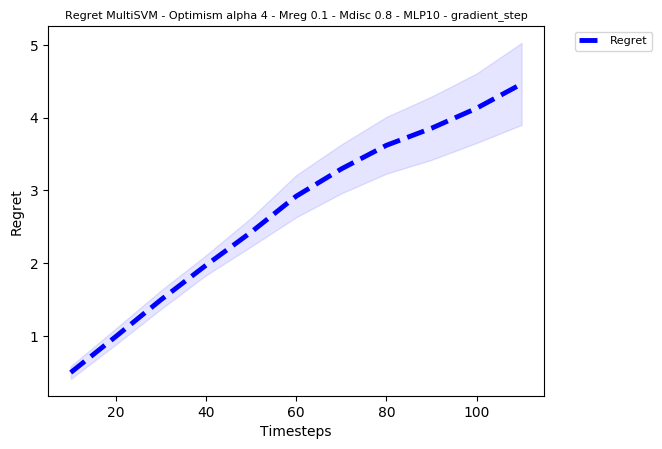 Regret MultiSVM - Optimism alpha 4 - Mreg 0.1 - Mdisc 0.8 - MLP10 - gradient_step
Regret
5
4
3
2
1
Regret
20 40 60 80 100
Timesteps